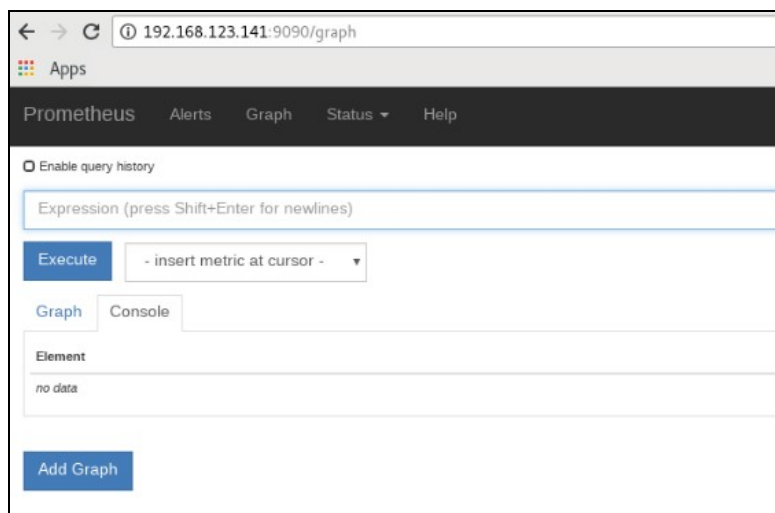 192.168.123.141:9090/graph
Apps
Prometheus Alerts Graph Status Help
Enable query history
Expression (press Shift+Enter for newlines)
Execute - insert metric at cursor -
Graph Console
Element
no data
Add Graph